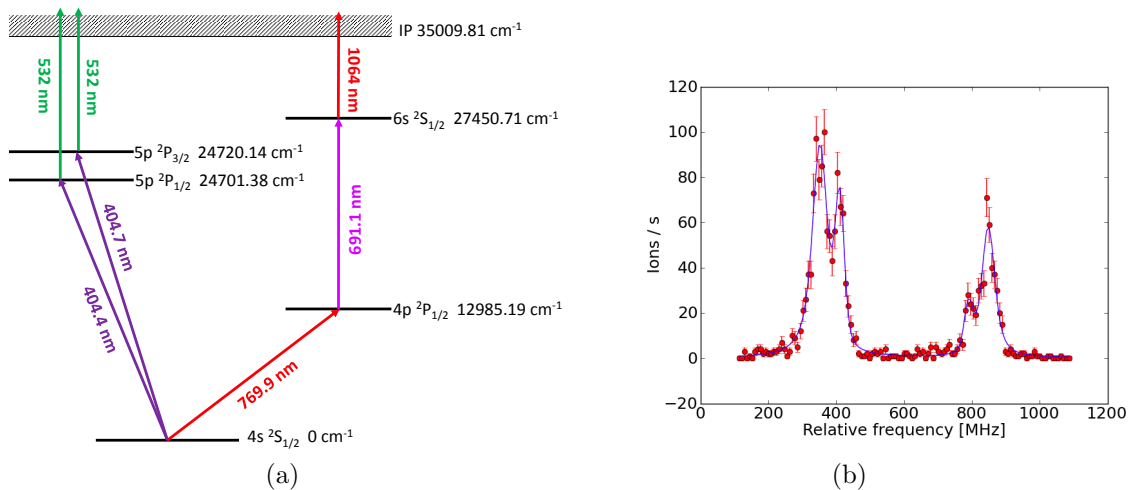 IP 35009.81 cm⁻¹
532 nm
532 nm
1064 nm
6s ²S₁/₂ 27450.71 cm⁻¹
5p ²P₃/₂ 24720.14 cm⁻¹
5p ²P₁/₂ 24701.38 cm⁻¹
691.1 nm
404.7 nm
404.4 nm
4p ²P₁/₂ 12985.19 cm⁻¹
769.9 nm
4s ²S₁/₂ 0 cm⁻¹
(a)
120
100
80
60
40
20
0
−20
Ions / s
0 200 400 600 800 1000 1200
Relative frequency [MHz]
(b)